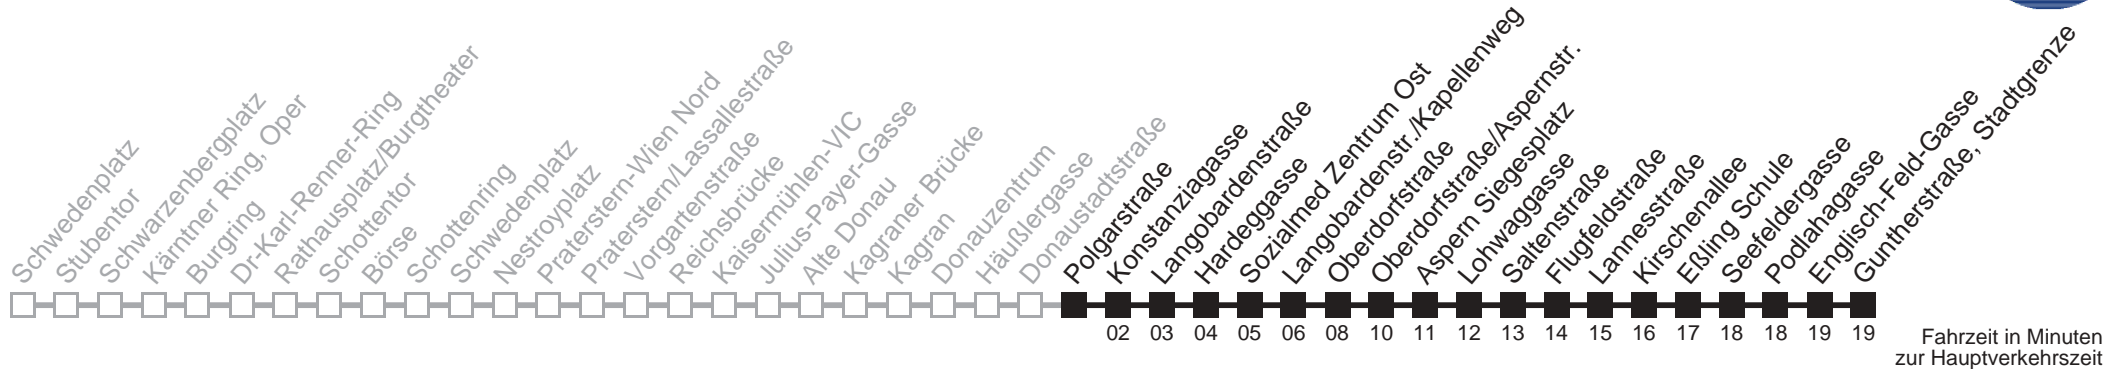 Schwedenplatz
Stubentor
Schwarzenbergplatz
Kärntner Ring, Oper
Burgring
Dr-Karl-Renner-Ring
Rathausplatz/Burgtheater
Schottentor
Börse
Schottenring
Schwedenplatz
Nestroyplatz
Praterstern-Wien Nord
Praterstern/Lassallestraße
Vorgartenstraße
Reichsbrücke
Kaisermühlen-VIC
Julius-Payer-Gasse
Alte Donau
Kagraner Brücke
Kagran
Donauzentrum
Häußlergasse
Donaustadtstraße
Polgarstraße
Konstanziagasse
Langobardenstraße
Hardeggasse
Sozialmed Zentrum Ost
Langobardenstr./Kapellenweg
Oberdorfstraße
Oberdorfstraße/Aspernstr.
Aspern Siegesplatz
Lohwaggasse
Saltenstraße
Flugfeldstraße
Lannesstraße
Kirschenallee
Eßling Schule
Seefeldergasse
Podlahagasse
Englisch-Feld-Gasse
Guntherstraße, Stadtgrenze
02 03 04 05 06 08 10 11 12 13 14 15 16 17 18 18 19 19
Fahrzeit in Minuten
zur Hauptverkehrszeit